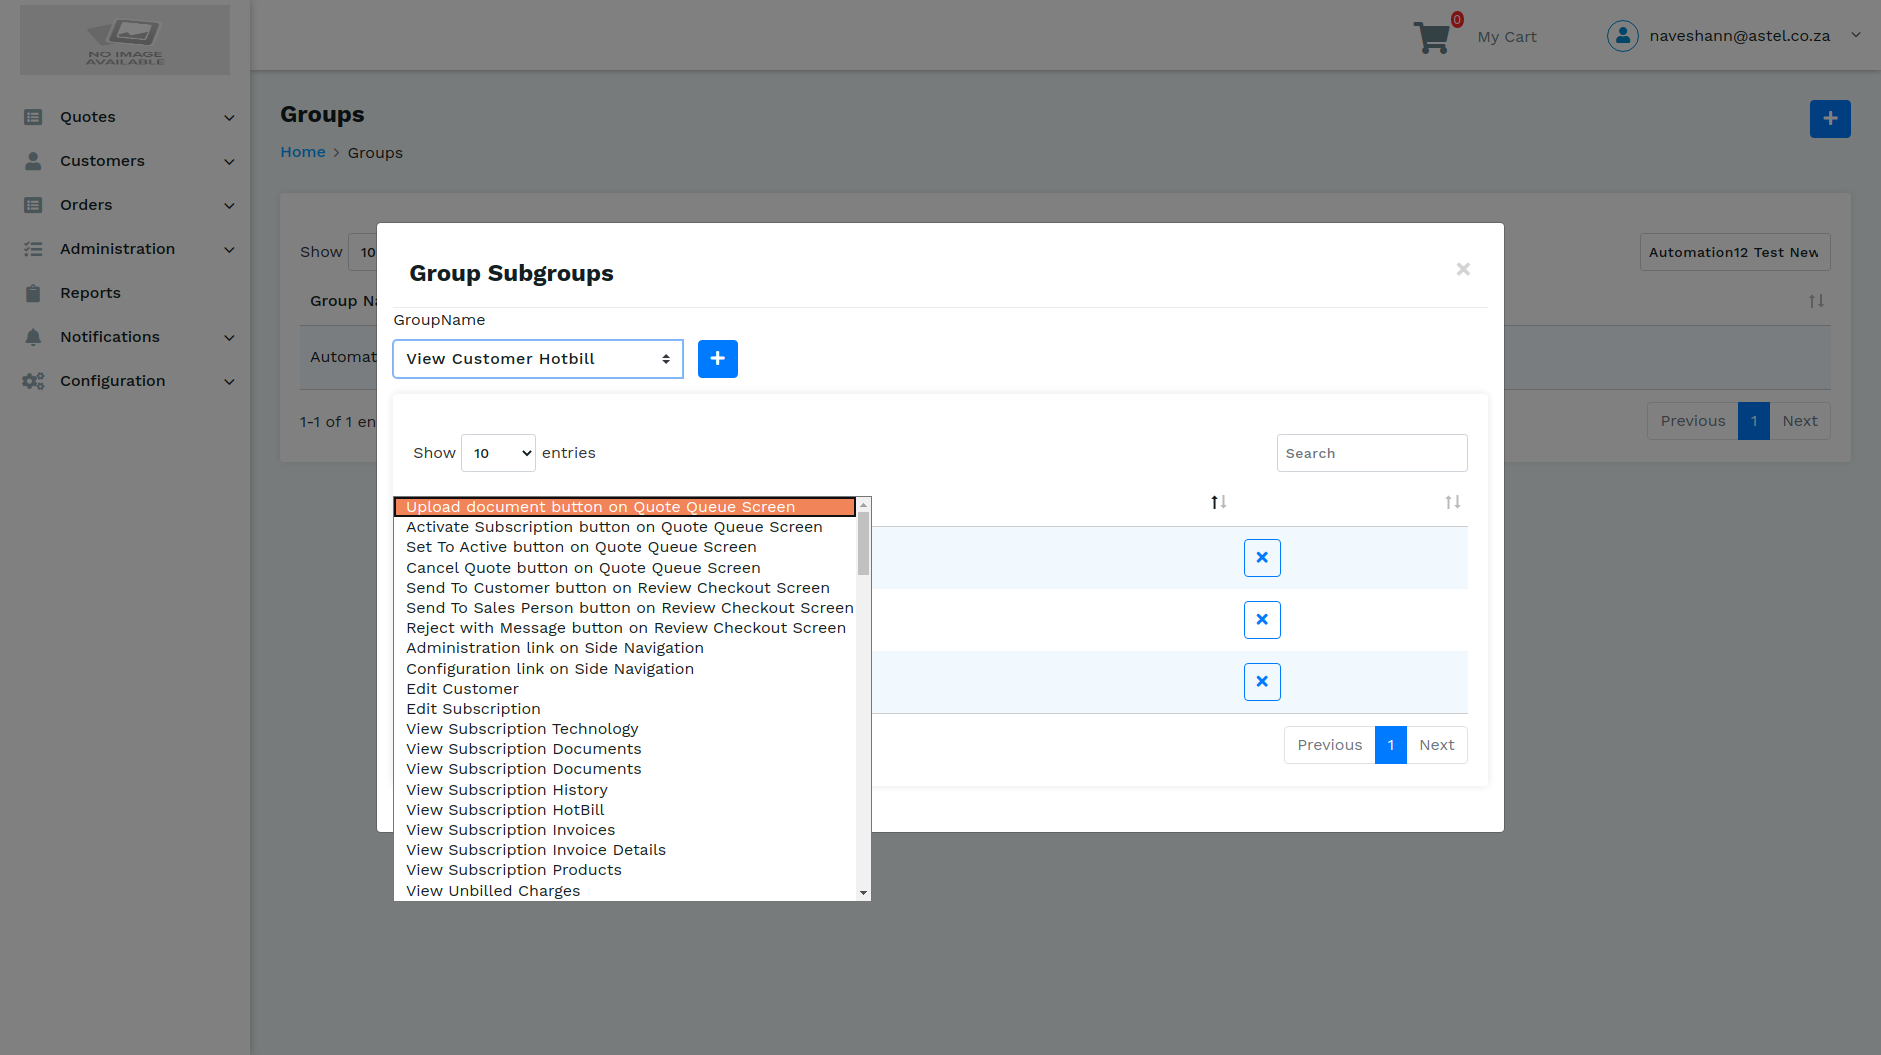 NO IMAGE
AVAILABLE
0
My Cart
naveshann@astel.co.za
Quotes
Customers
Orders
Administration
Reports
Notifications
Configuration
Groups
Home > Groups
Show 10
Automation12 Test New
Group Na
Automat
1-1 of 1 en
Previous 1 Next
Group Subgroups
GroupName
View Customer Hotbill
Show 10 entries
Search
Upload document button on Quote Queue Screen
Activate Subscription button on Quote Queue Screen
Set To Active button on Quote Queue Screen
Cancel Quote button on Quote Queue Screen
Send To Customer button on Review Checkout Screen
Send To Sales Person button on Review Checkout Screen
Reject with Message button on Review Checkout Screen
Administration link on Side Navigation
Configuration link on Side Navigation
Edit Customer
Edit Subscription
View Subscription Technology
View Subscription Documents
View Subscription Documents
View Subscription History
View Subscription HotBill
View Subscription Invoices
View Subscription Invoice Details
View Subscription Products
View Unbilled Charges
Previous 1 Next